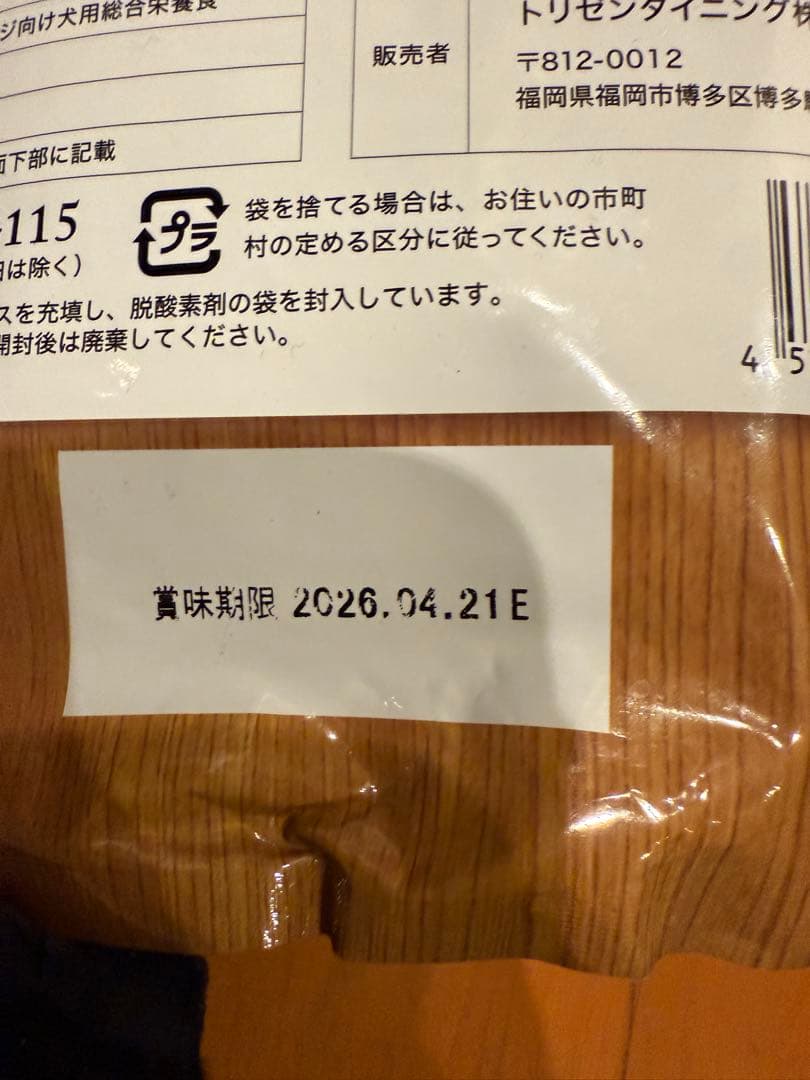 ジ向け犬用総合栄養食
トリゼンダイニング株
販売者
〒812-0012
福岡県福岡市博多区博多
面下部に記載
-115
日は除く)
プラ
袋を捨てる場合は、お住いの市町
村の定める区分に従ってください。
スを充填し、脱酸素剤の袋を封入しています。
開封後は廃棄してください。
4 5
賞味期限 2026.04.21E